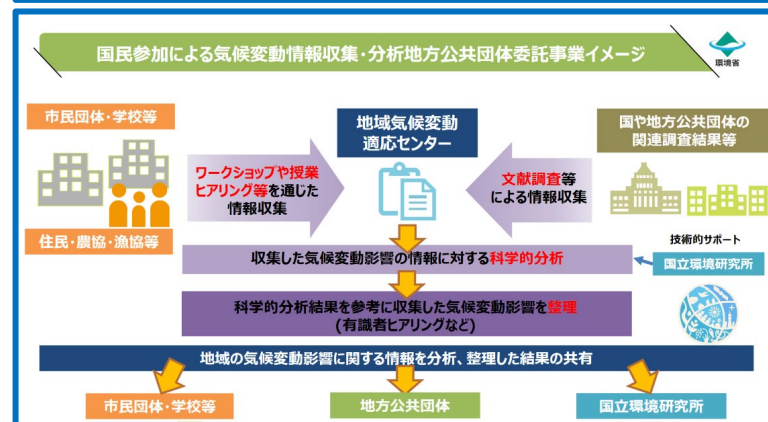 国民参加による気候変動情報収集・分析地方公共団体委託事業イメージ
環境省
市民団体・学校等
地域気候変動
適応センター
国や地方公共団体の
関連調査結果等
ワークショップや授業
ヒアリング等を通じた
情報収集
文献調査等
による情報収集
住民・農協・漁協等
技術的サポート
収集した気候変動影響の情報に対する科学的分析
国立環境研究所
科学的分析結果を参考に収集した気候変動影響を整理
(有識者ヒアリングなど)
地域の気候変動影響に関する情報を分析、整理した結果の共有
市民団体・学校等
地方公共団体
国立環境研究所